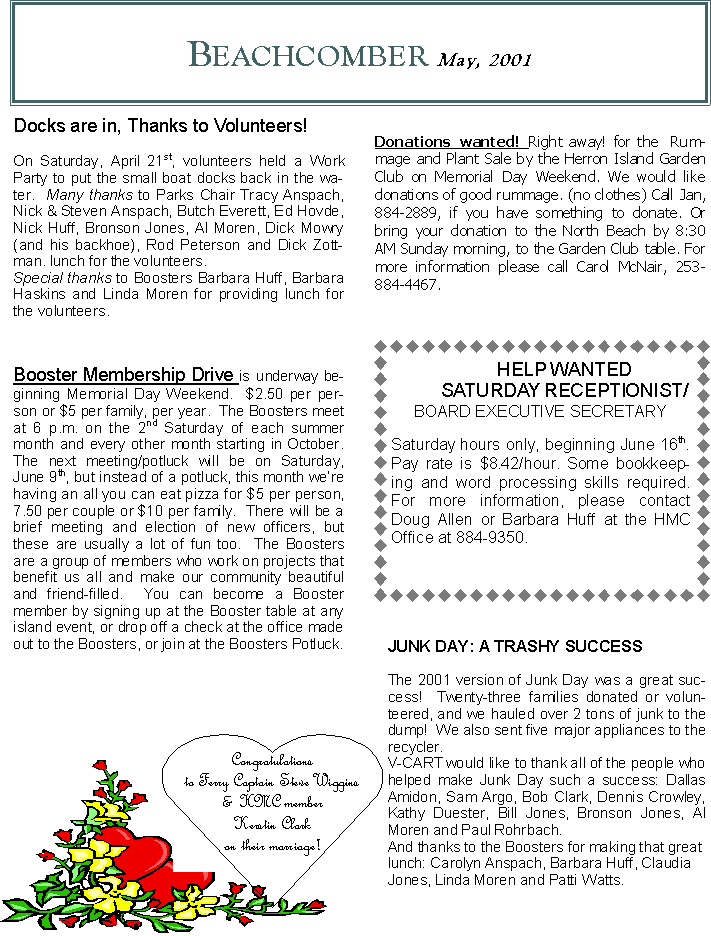 BEACHCOMBER May, 2001
Docks are in, Thanks to Volunteers!
On Saturday, April 21st, volunteers held a Work
Party to put the small boat docks back in the wa-
ter. Many thanks to Parks Chair Tracy Anspach,
Nick & Steven Anspach, Butch Everett, Ed Hovde,
Nick Huff, Bronson Jones, Al Moren, Dick Mowry
(and his backhoe), Rod Peterson and Dick Zott-
man. lunch for the volunteers.
Special thanks to Boosters Barbara Huff, Barbara
Haskins and Linda Moren for providing lunch for
the volunteers.
Booster Membership Drive is underway be-
ginning Memorial Day Weekend. $2.50 per per-
son or $5 per family, per year. The Boosters meet
at 6 p.m. on the 2nd Saturday of each summer
month and every other month starting in October.
The next meeting/potluck will be on Saturday,
June 9th, but instead of a potluck, this month we're
having an all you can eat pizza for $5 per person,
7.50 per couple or $10 per family. There will be a
brief meeting and election of new officers, but
these are usually a lot of fun too. The Boosters
are a group of members who work on projects that
benefit us all and make our community beautiful
and friend-filled. You can become a Booster
member by signing up at the Booster table at any
island event, or drop off a check at the office made
out to the Boosters, or join at the Boosters Potluck.
Congratulations
to Ferry Captain Steve Wiggins
& HMC member
Kerstin Clark
on their marriage!
Donations wanted! Right away! for the Rum-
mage and Plant Sale by the Herron Island Garden
Club on Memorial Day Weekend. We would like
donations of good rummage. (no clothes) Call Jan,
884-2889, if you have something to donate. Or
bring your donation to the North Beach by 8:30
AM Sunday morning, to the Garden Club table. For
more information please call Carol McNair, 253-
884-4467.
HELP WANTED
SATURDAY RECEPTIONIST/
BOARD EXECUTIVE SECRETARY
Saturday hours only, beginning June 16th.
Pay rate is $8.42/hour. Some bookkeep-
ing and word processing skills required.
For more information, please contact
Doug Allen or Barbara Huff at the HMC
Office at 884-9350.
JUNK DAY: A TRASHY SUCCESS
The 2001 version of Junk Day was a great suc-
cess! Twenty-three families donated or volun-
teered, and we hauled over 2 tons of junk to the
dump! We also sent five major appliances to the
recycler.
V-CART would like to thank all of the people who
helped make Junk Day such a success: Dallas
Amidon, Sam Argo, Bob Clark, Dennis Crowley,
Kathy Duester, Bill Jones, Bronson Jones, Al
Moren and Paul Rohrbach.
And thanks to the Boosters for making that great
lunch: Carolyn Anspach, Barbara Huff, Claudia
Jones, Linda Moren and Patti Watts.